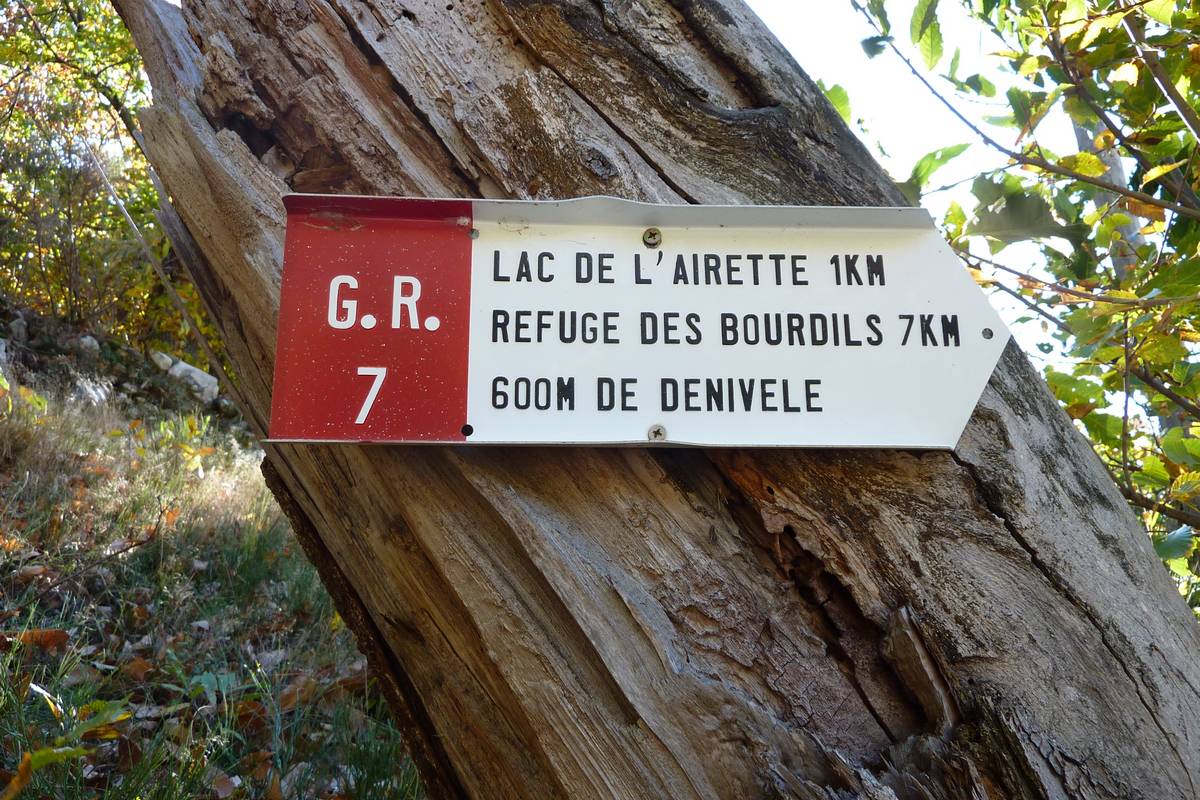 G.R.
7
LAC DE L'AIRETTE 1KM
REFUGE DES BOURDILS 7KM
600M DE DENIVELE